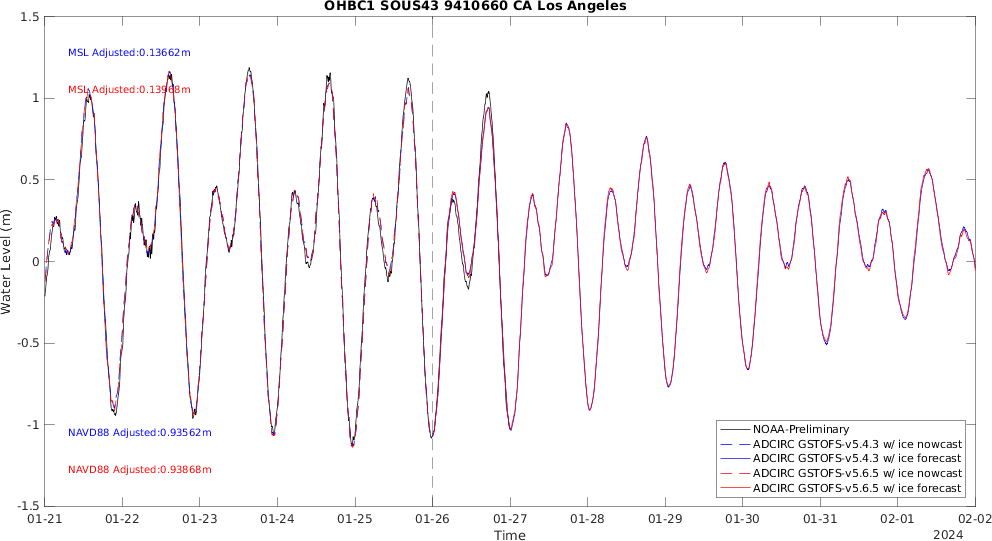 OHBC1 SOUS43 9410660 CA Los Angeles
1.5
1
0.5
0
-0.5
-1
-1.5
Water Level (m)
MSL Adjusted:0.13662m
MSL Adjusted:0.13968m
NAVD88 Adjusted:0.93562m
NAVD88 Adjusted:0.93868m
NOAA-Preliminary
ADCIRC GSTOFS-v5.4.3 w/ ice nowcast
ADCIRC GSTOFS-v5.4.3 w/ ice forecast
ADCIRC GSTOFS-v5.6.5 w/ ice nowcast
ADCIRC GSTOFS-v5.6.5 w/ ice forecast
01-21 01-22 01-23 01-24 01-25 01-26 01-27 01-28 01-29 01-30 01-31 02-01 02-02
Time
2024